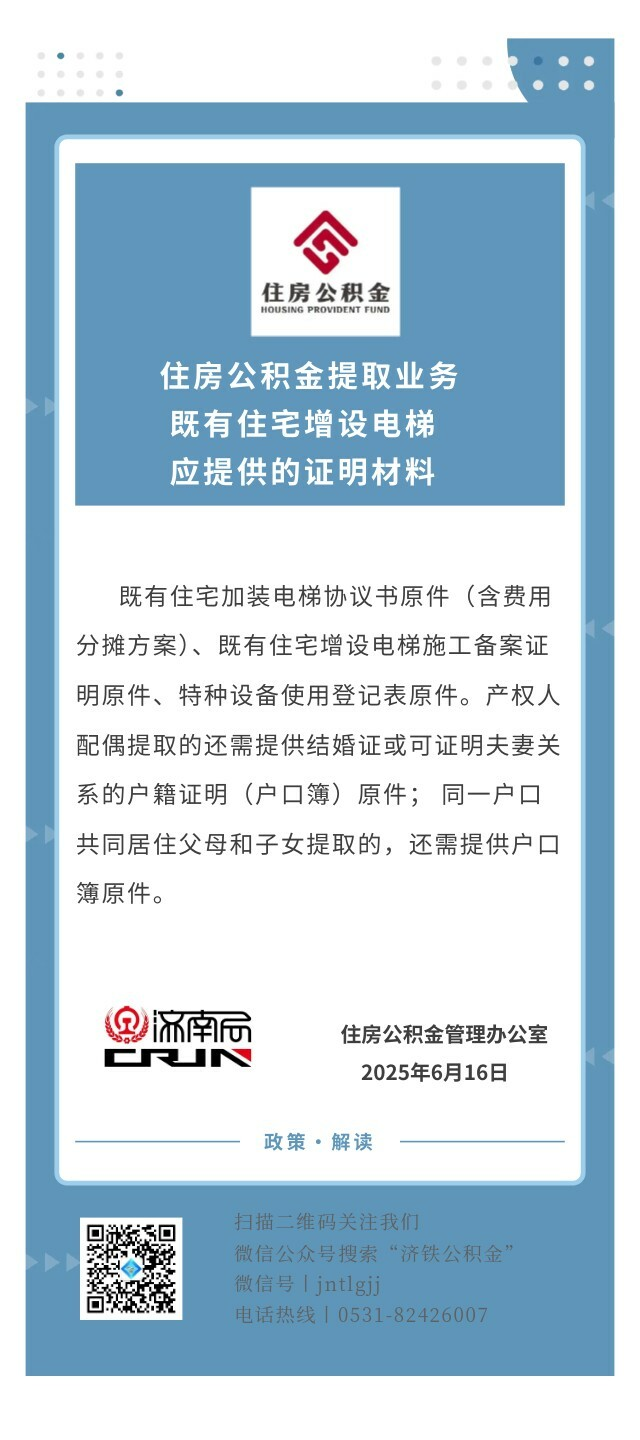 住房公积金
HOUSING PROVIDENT FUND
住房公积金提取业务
既有住宅增设电梯
应提供的证明材料
既有住宅加装电梯协议书原件（含费用
分摊方案）、既有住宅增设电梯施工备案证
明原件、特种设备使用登记表原件。产权人
配偶提取的还需提供结婚证或可证明夫妻关
系的户籍证明（户口簿）原件； 同一户口
共同居住父母和子女提取的，还需提供户口
簿原件。
济南局
CRJN
住房公积金管理办公室
2025年6月16日
政策·解读
扫描二维码关注我们
微信公众号搜索“济铁公积金”
微信号丨jntlgjj
电话热线丨0531-82426007